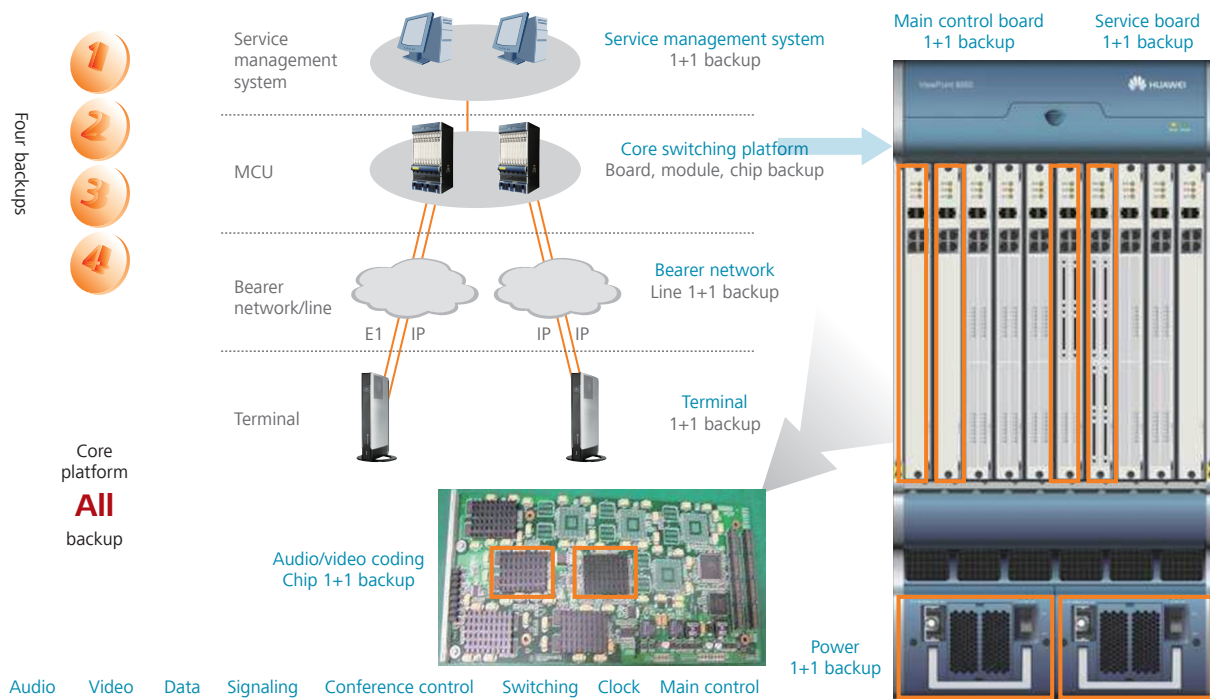 Four backups
1
2
3
4
Core
platform
All
backup
Service
management
system
Service management system
1+1 backup
MCU
Core switching platform
Board, module, chip backup
Bearer
network/line
Bearer network
Line 1+1 backup
E1
IP
IP
IP
Terminal
Terminal
1+1 backup
Main control board
1+1 backup
Service board
1+1 backup
ViewPoint
HUAWEI
Audio/video coding
Chip 1+1 backup
Power
1+1 backup
Audio
Video
Data
Signaling
Conference control
Switching
Clock
Main control